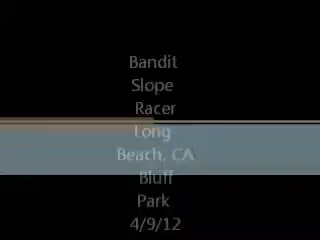 Bandit
Slope
Racer
Long
Beach, CA
Bluff
Park
4/9/12